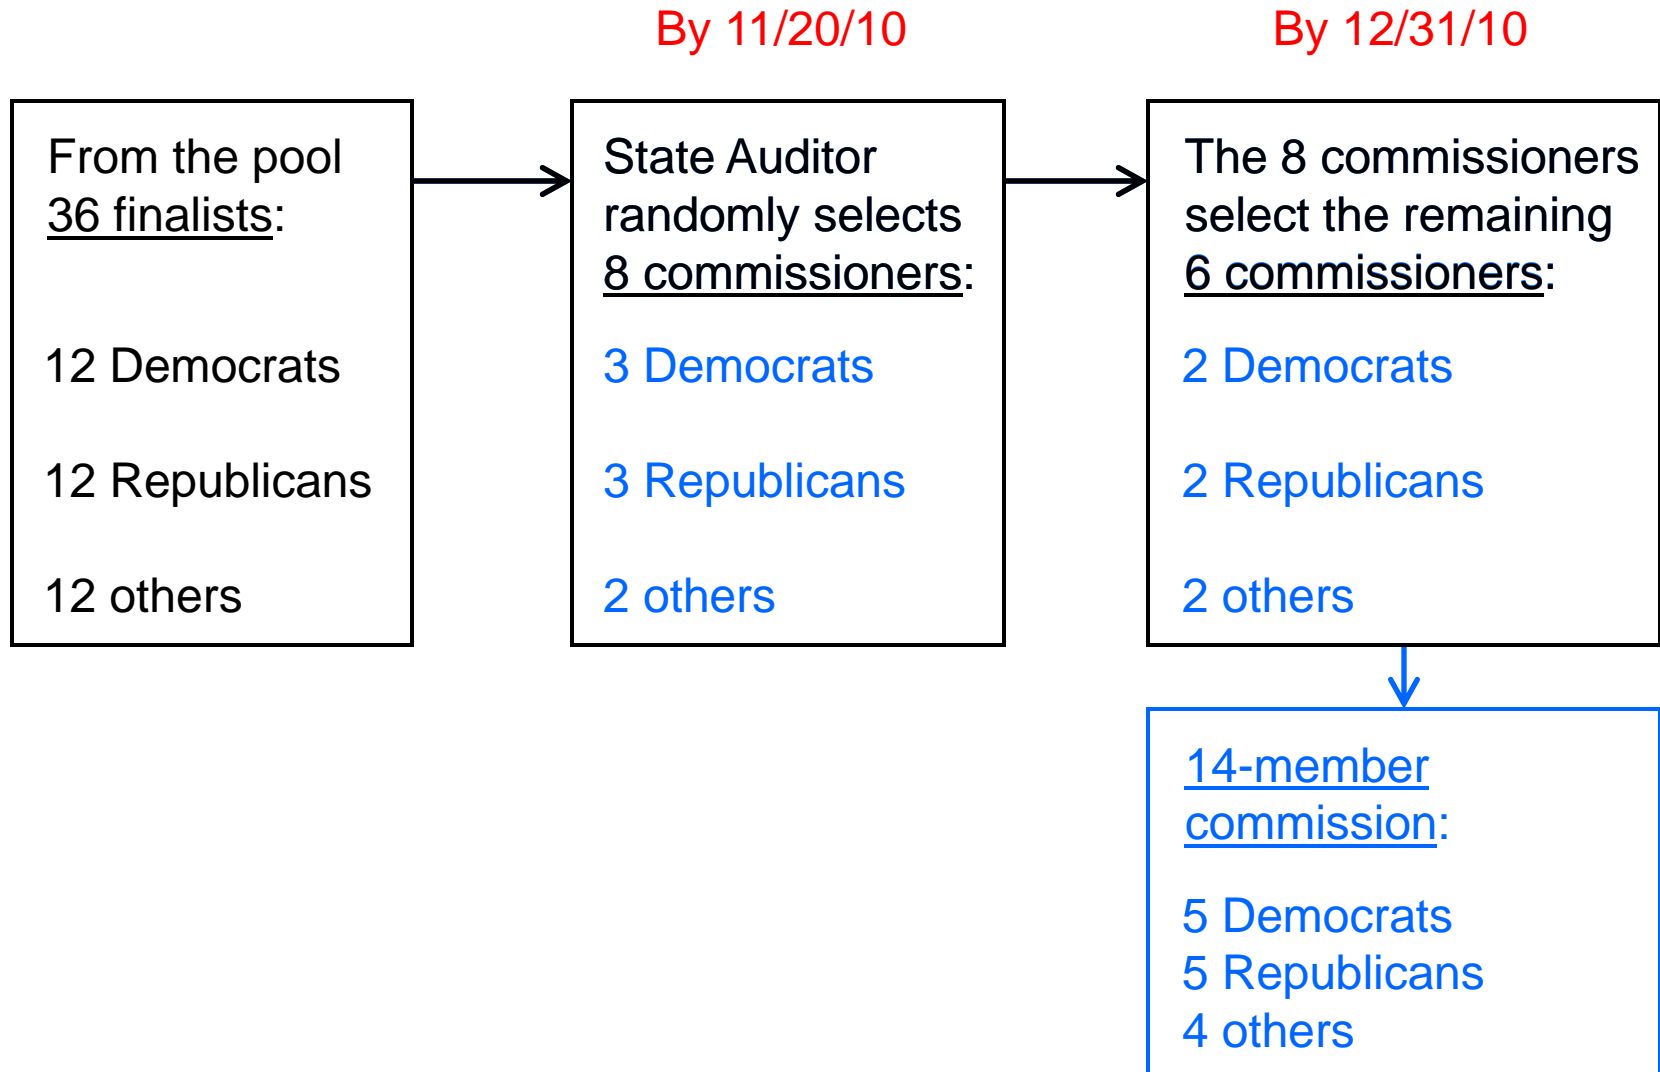 By 11/20/10
By 12/31/10
From the pool
36 finalists:
12 Democrats
12 Republicans
12 others
State Auditor
randomly selects
8 commissioners:
3 Democrats
3 Republicans
2 others
The 8 commissioners
select the remaining
6 commissioners:
2 Democrats
2 Republicans
2 others
14-member
commission:
5 Democrats
5 Republicans
4 others